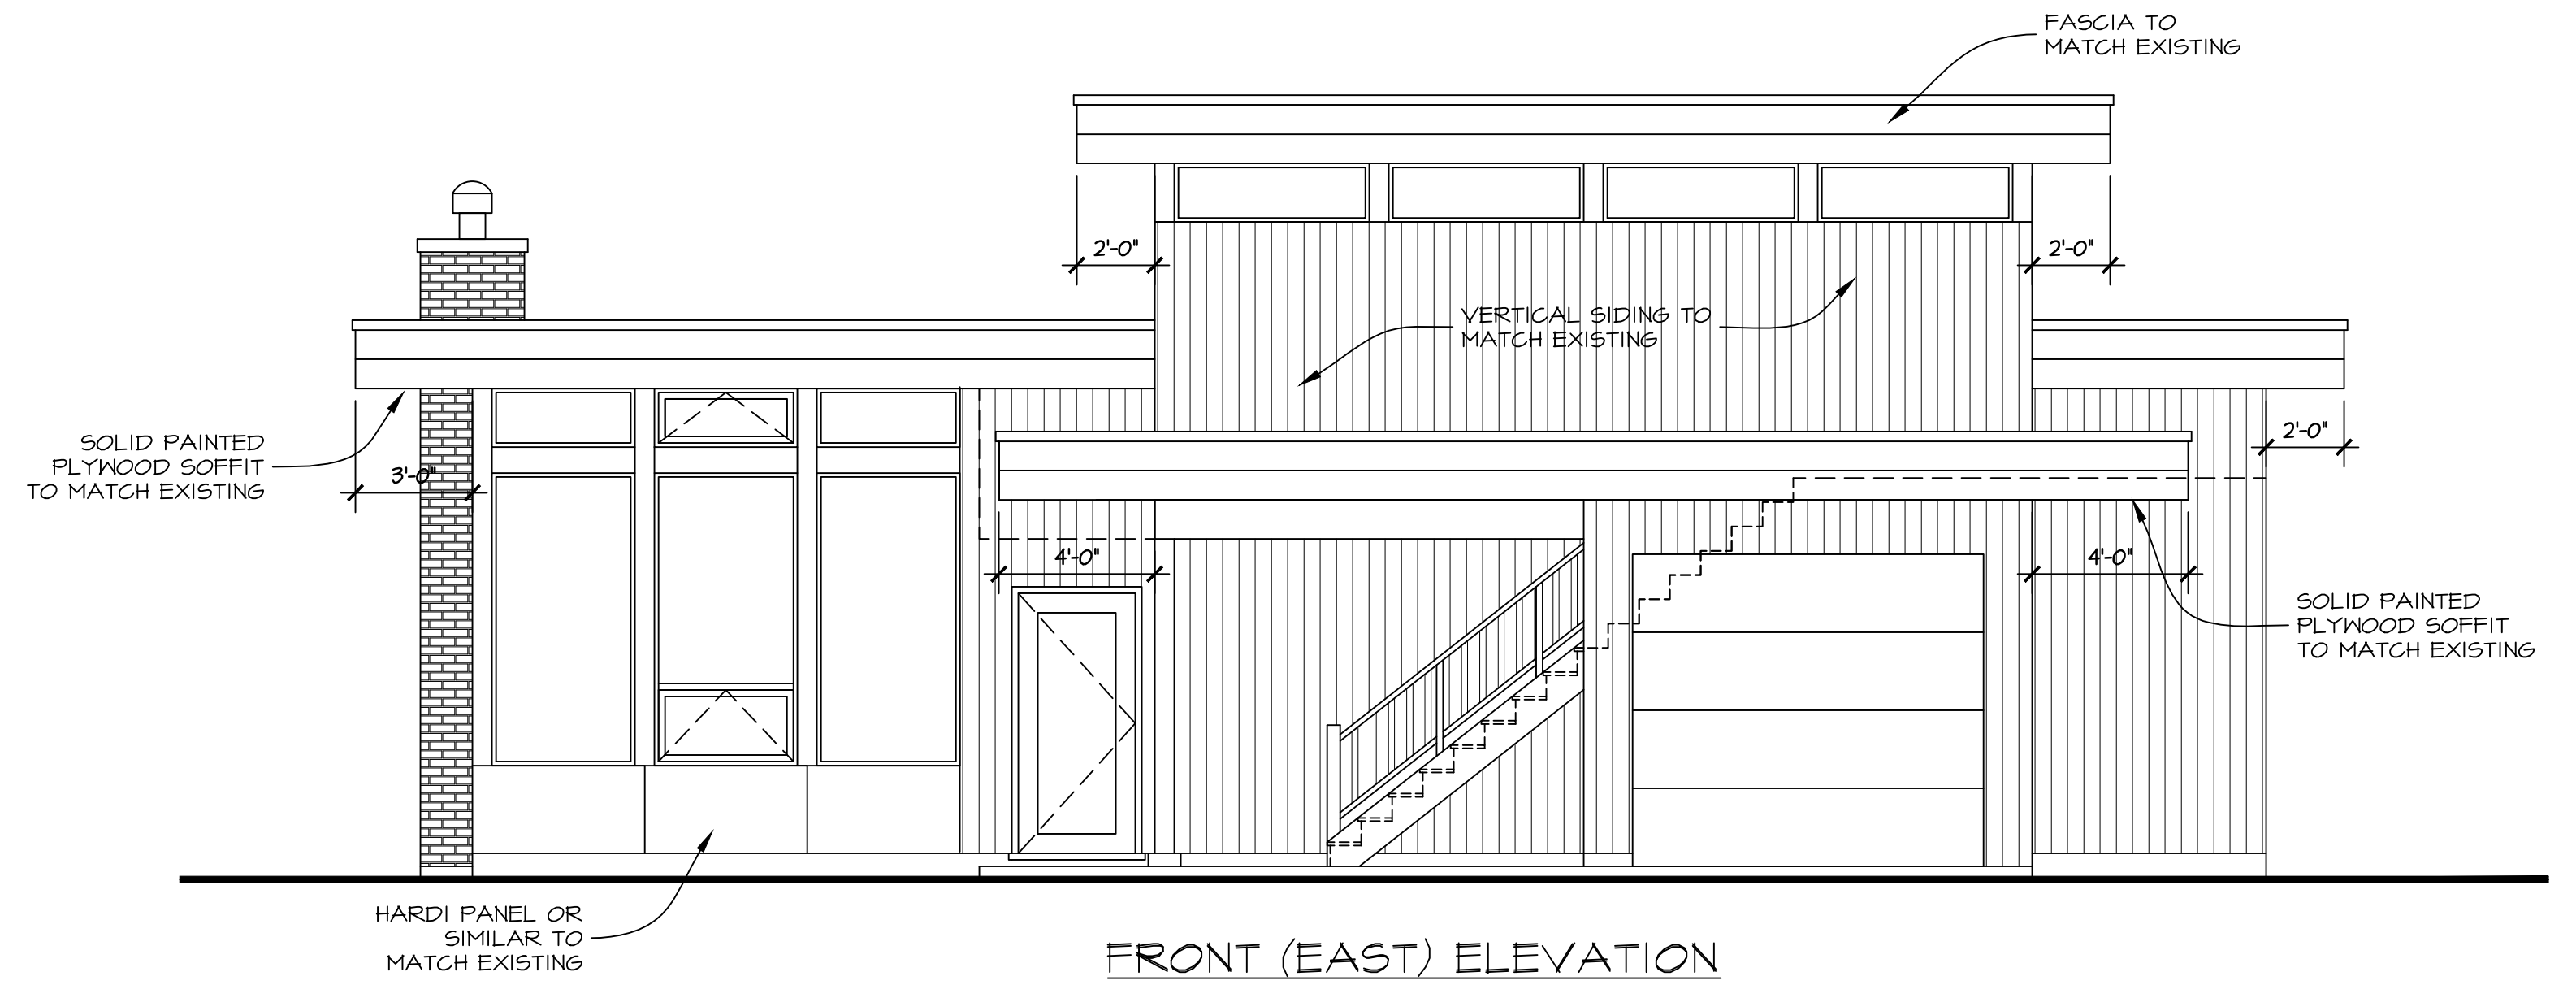 FASCIA TO
MATCH EXISTING
2'-0"
2'-0"
VERTICAL SIDING TO
MATCH EXISTING
SOLID PAINTED
PLYWOOD SOFFIT
TO MATCH EXISTING
3'-0"
2'-0"
4'-0"
4'-0"
SOLID PAINTED
PLYWOOD SOFFIT
TO MATCH EXISTING
HARDI PANEL OR
SIMILAR TO
MATCH EXISTING
FRONT (EAST) ELEVATION